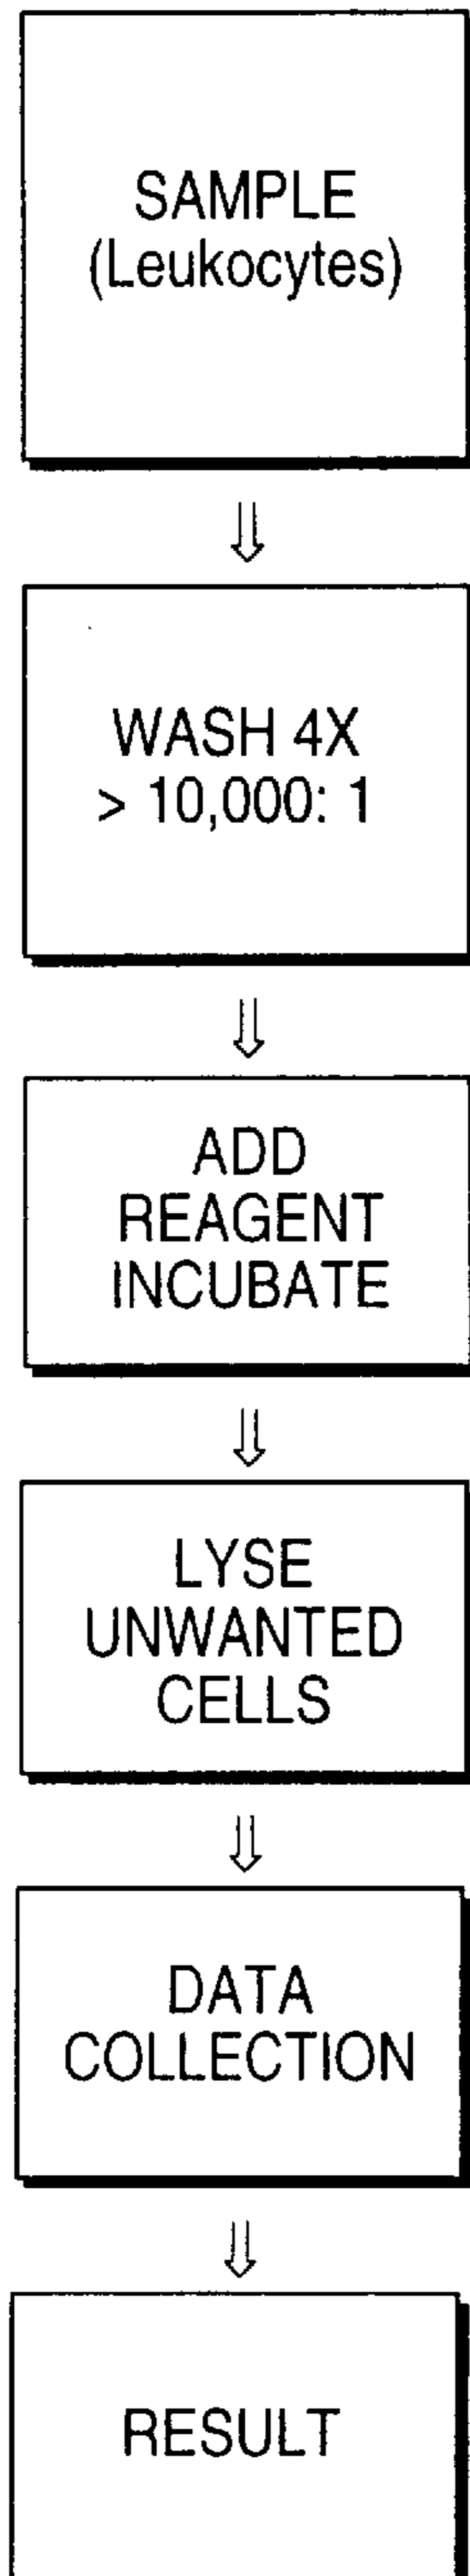 SAMPLE
(Leukocytes)
WASH 4X
> 10,000: 1
ADD
REAGENT
INCUBATE
LYSE
UNWANTED
CELLS
DATA
COLLECTION
RESULT